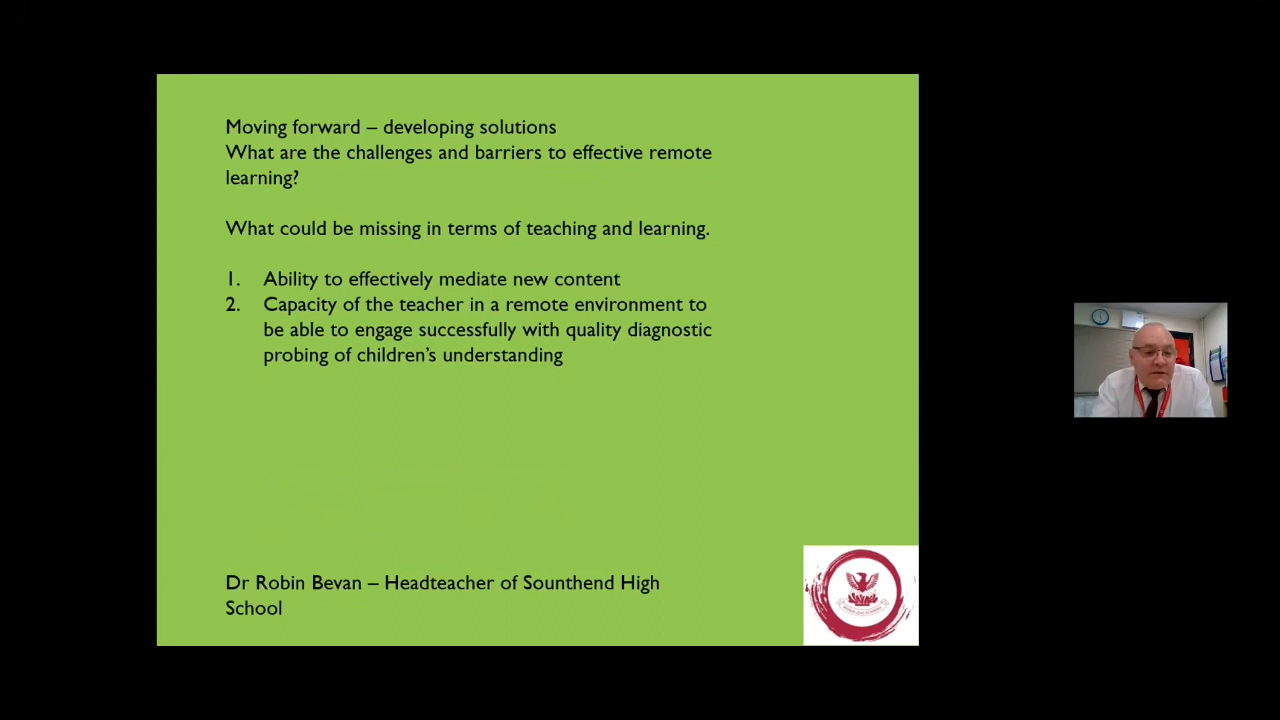 Moving forward – developing solutions
What are the challenges and barriers to effective remote
learning?
What could be missing in terms of teaching and learning.
1. Ability to effectively mediate new content
2. Capacity of the teacher in a remote environment to
be able to engage successfully with quality diagnostic
probing of children’s understanding
Dr Robin Bevan – Headteacher of Sounthend High
School